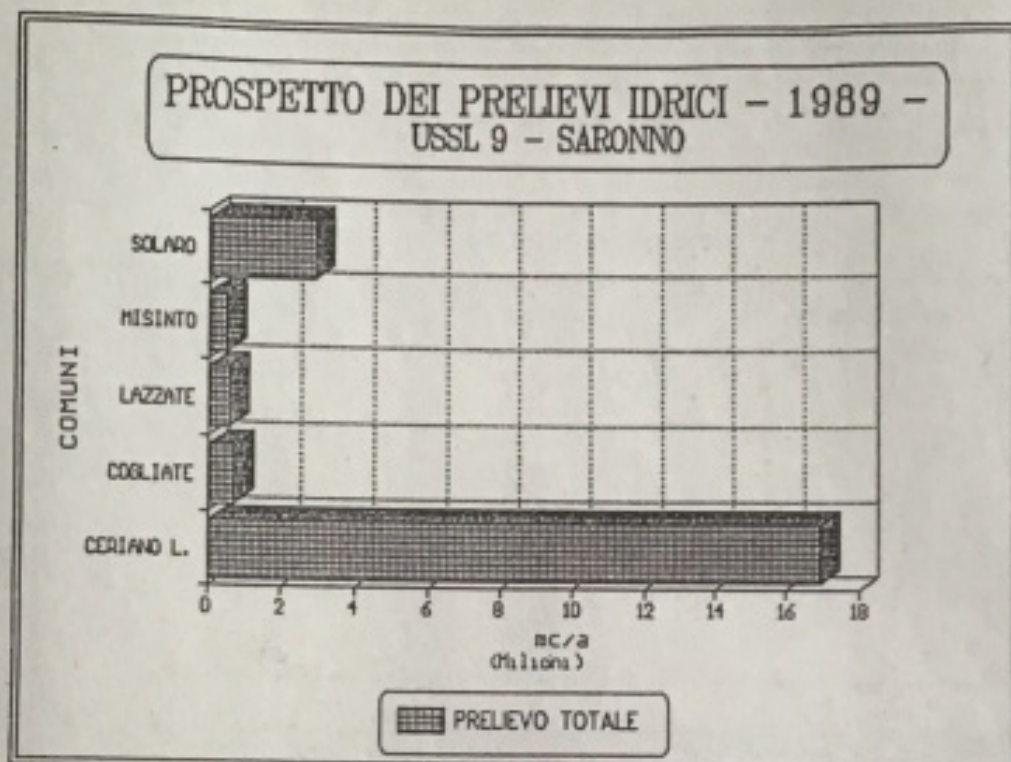 PROSPETTO DEI PRELIEVI IDRICI - 1989 -
USSL 9 - SARONNO
COMUNI
SOLARO
MISINTO
LAZZATE
COGLIATE
CERIANO L.
0 2 4 6 8 10 12 14 16 18
mc/a
(Milioni)
PRELIEVO TOTALE